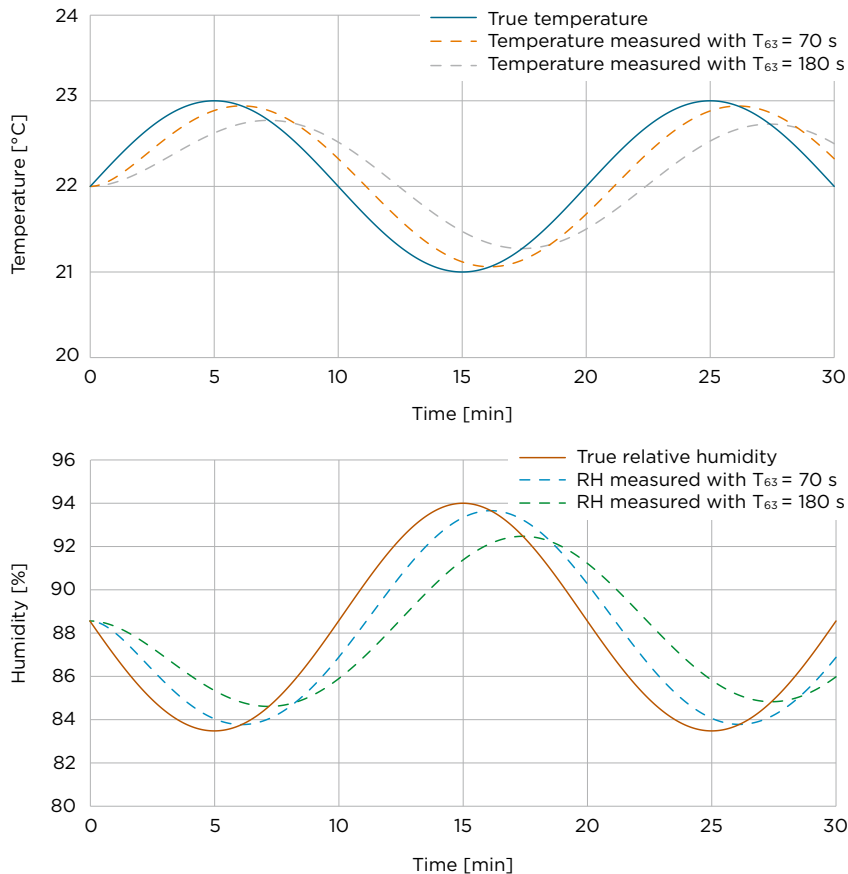 True temperature
Temperature measured with T₆₃ = 70 s
Temperature measured with T₆₃ = 180 s
Temperature [°C]
24
23
22
21
20
0 5 10 15 20 25 30
Time [min]
True relative humidity
RH measured with T₆₃ = 70 s
RH measured with T₆₃ = 180 s
Humidity [%]
96
94
92
90
88
86
84
82
80
0 5 10 15 20 25 30
Time [min]